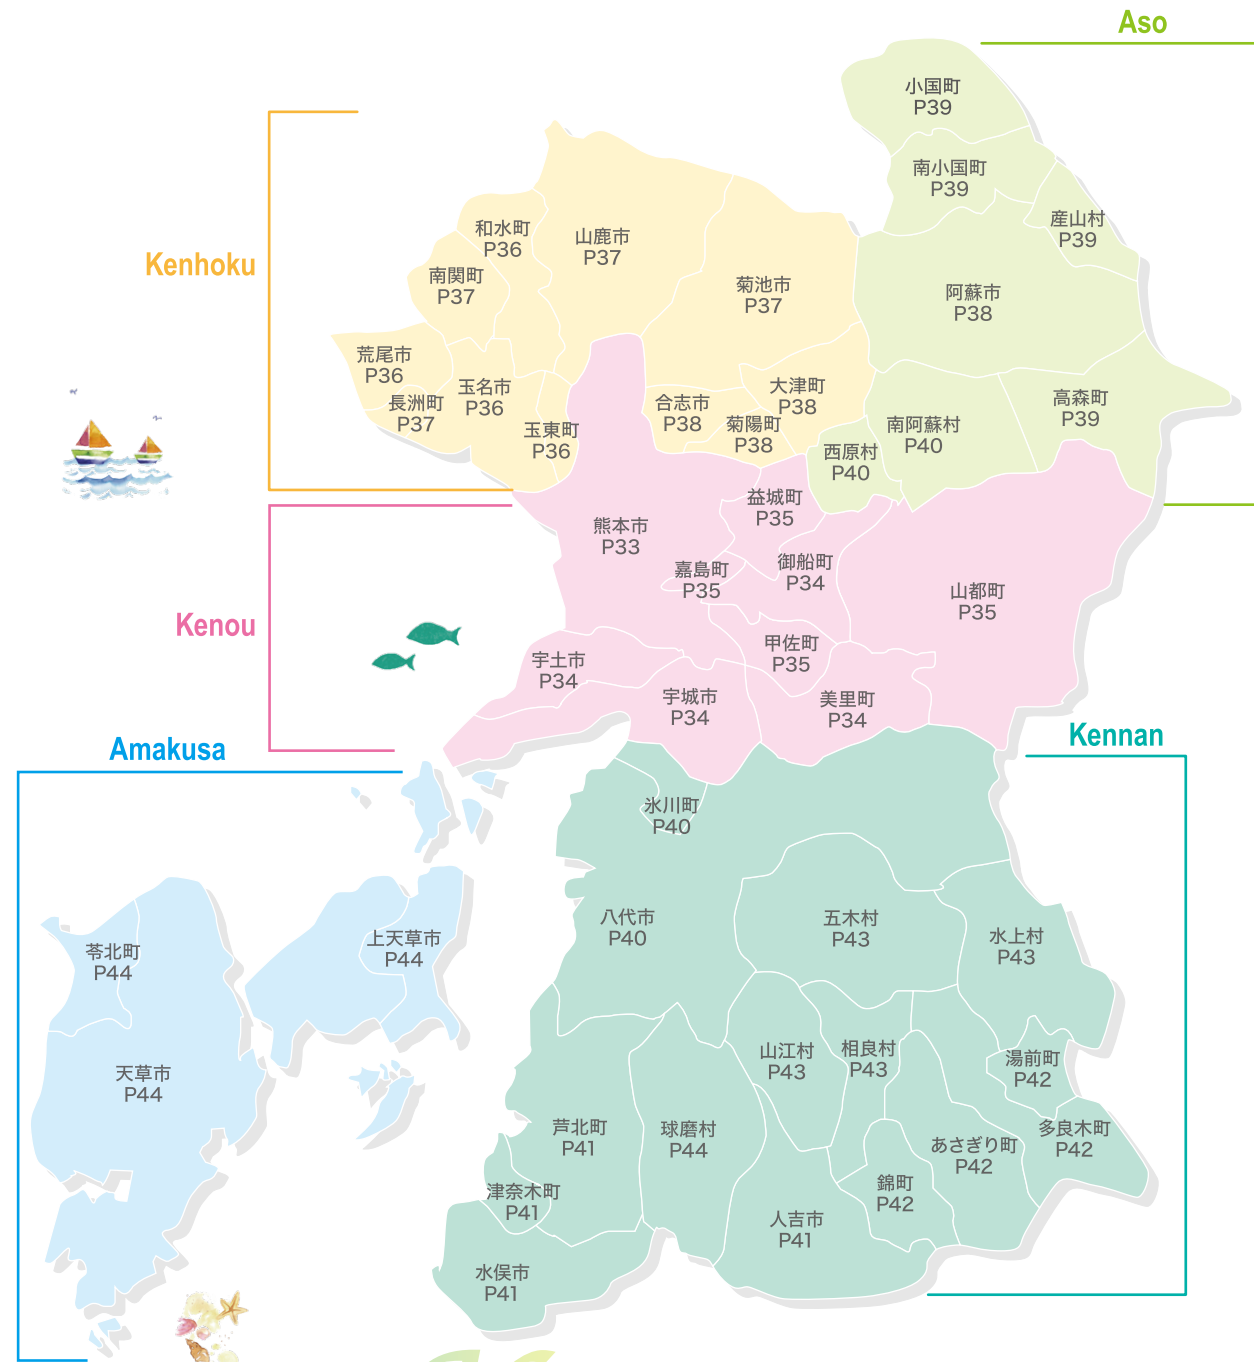 Aso
小国町
P39
南小国町
P39
産山村
P39
阿蘇市
P38
高森町
P39
南阿蘇村
P40
西原村
P40
Kenhoku
和水町
P36
山鹿市
P37
南関町
P37
菊池市
P37
荒尾市
P36
長洲町
P37
玉名市
P36
玉東町
P36
合志市
P38
大津町
P38
菊陽町
P38
Kenou
熊本市
P33
益城町
P35
嘉島町
P35
御船町
P34
山都町
P35
甲佐町
P35
宇土市
P34
宇城市
P34
美里町
P34
Amakusa
上天草市
P44
苓北町
P44
天草市
P44
Kennan
氷川町
P40
八代市
P40
五木村
P43
水上村
P43
山江村
P43
相良村
P43
湯前町
P42
多良木町
P42
あさぎり町
P42
錦町
P42
芦北町
P41
球磨村
P44
津奈木町
P41
人吉市
P41
水俣市
P41